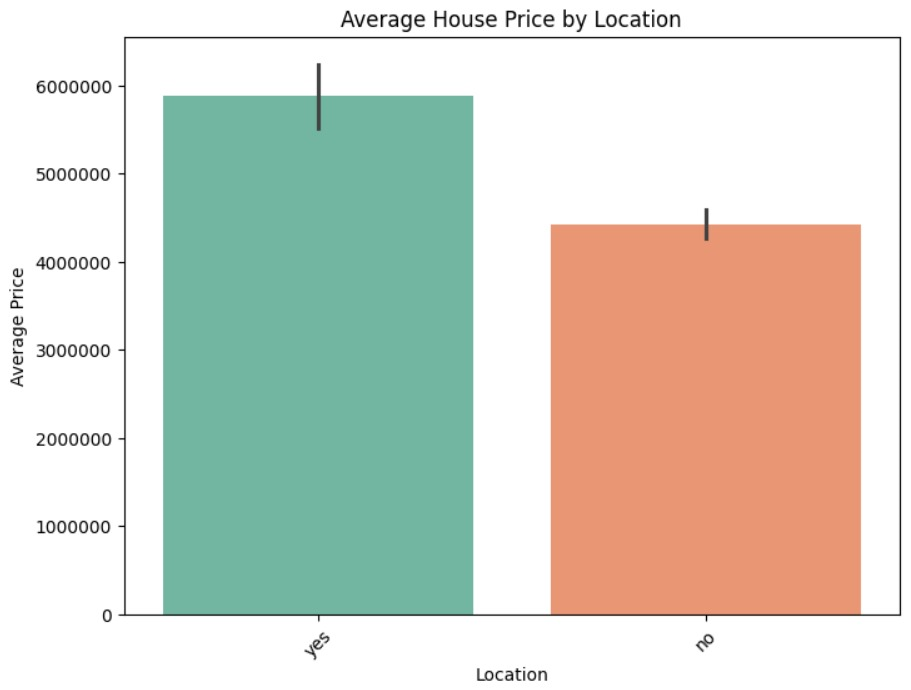 Average House Price by Location
6000000
5000000
4000000
3000000
2000000
1000000
0
Average Price
yes
no
Location